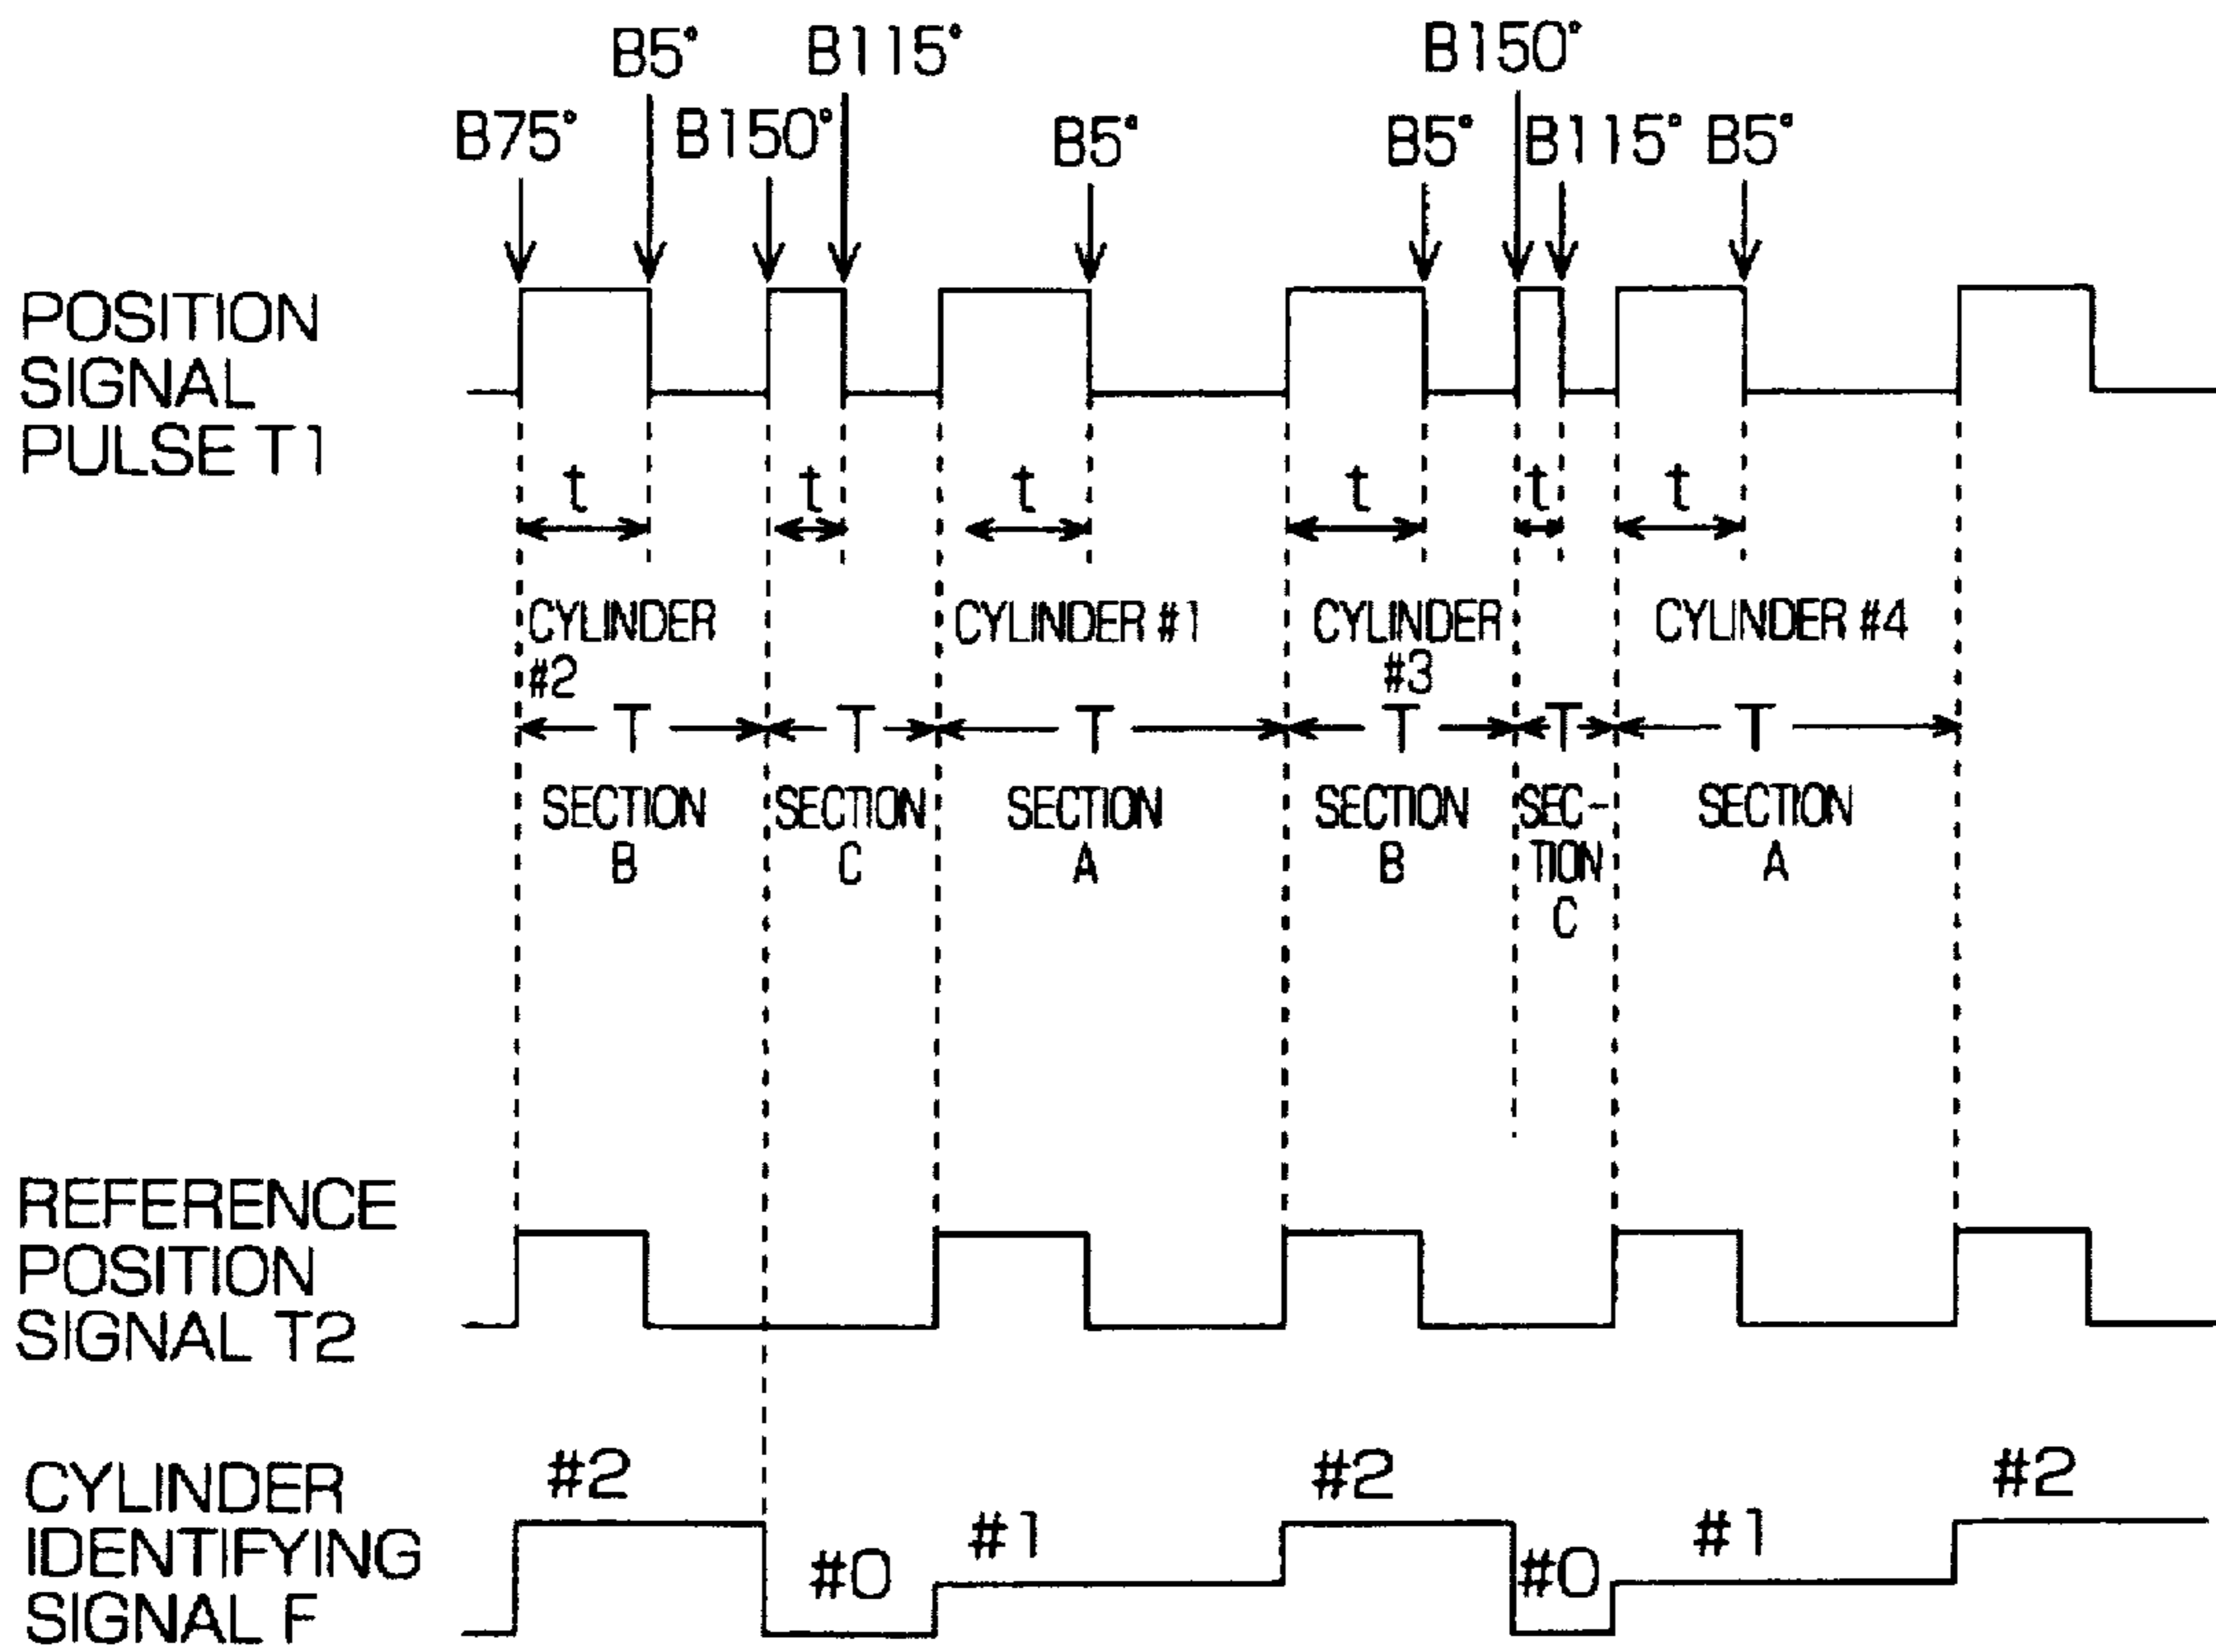 B5° B115° B150°
B75° B150° B5° B5° B115° B5°
POSITION
SIGNAL
PULSE T1
t t t t t t
CYLINDER
#2
CYLINDER #1
CYLINDER
#3
CYLINDER #4
T T T T T T
SECTION
B
SECTION
C
SECTION
A
SECTION
B
SEC-
TION
C
SECTION
A
REFERENCE
POSITION
SIGNAL T2
CYLINDER
IDENTIFYING
SIGNAL F
#2 #0 #1 #2 #0 #1 #2